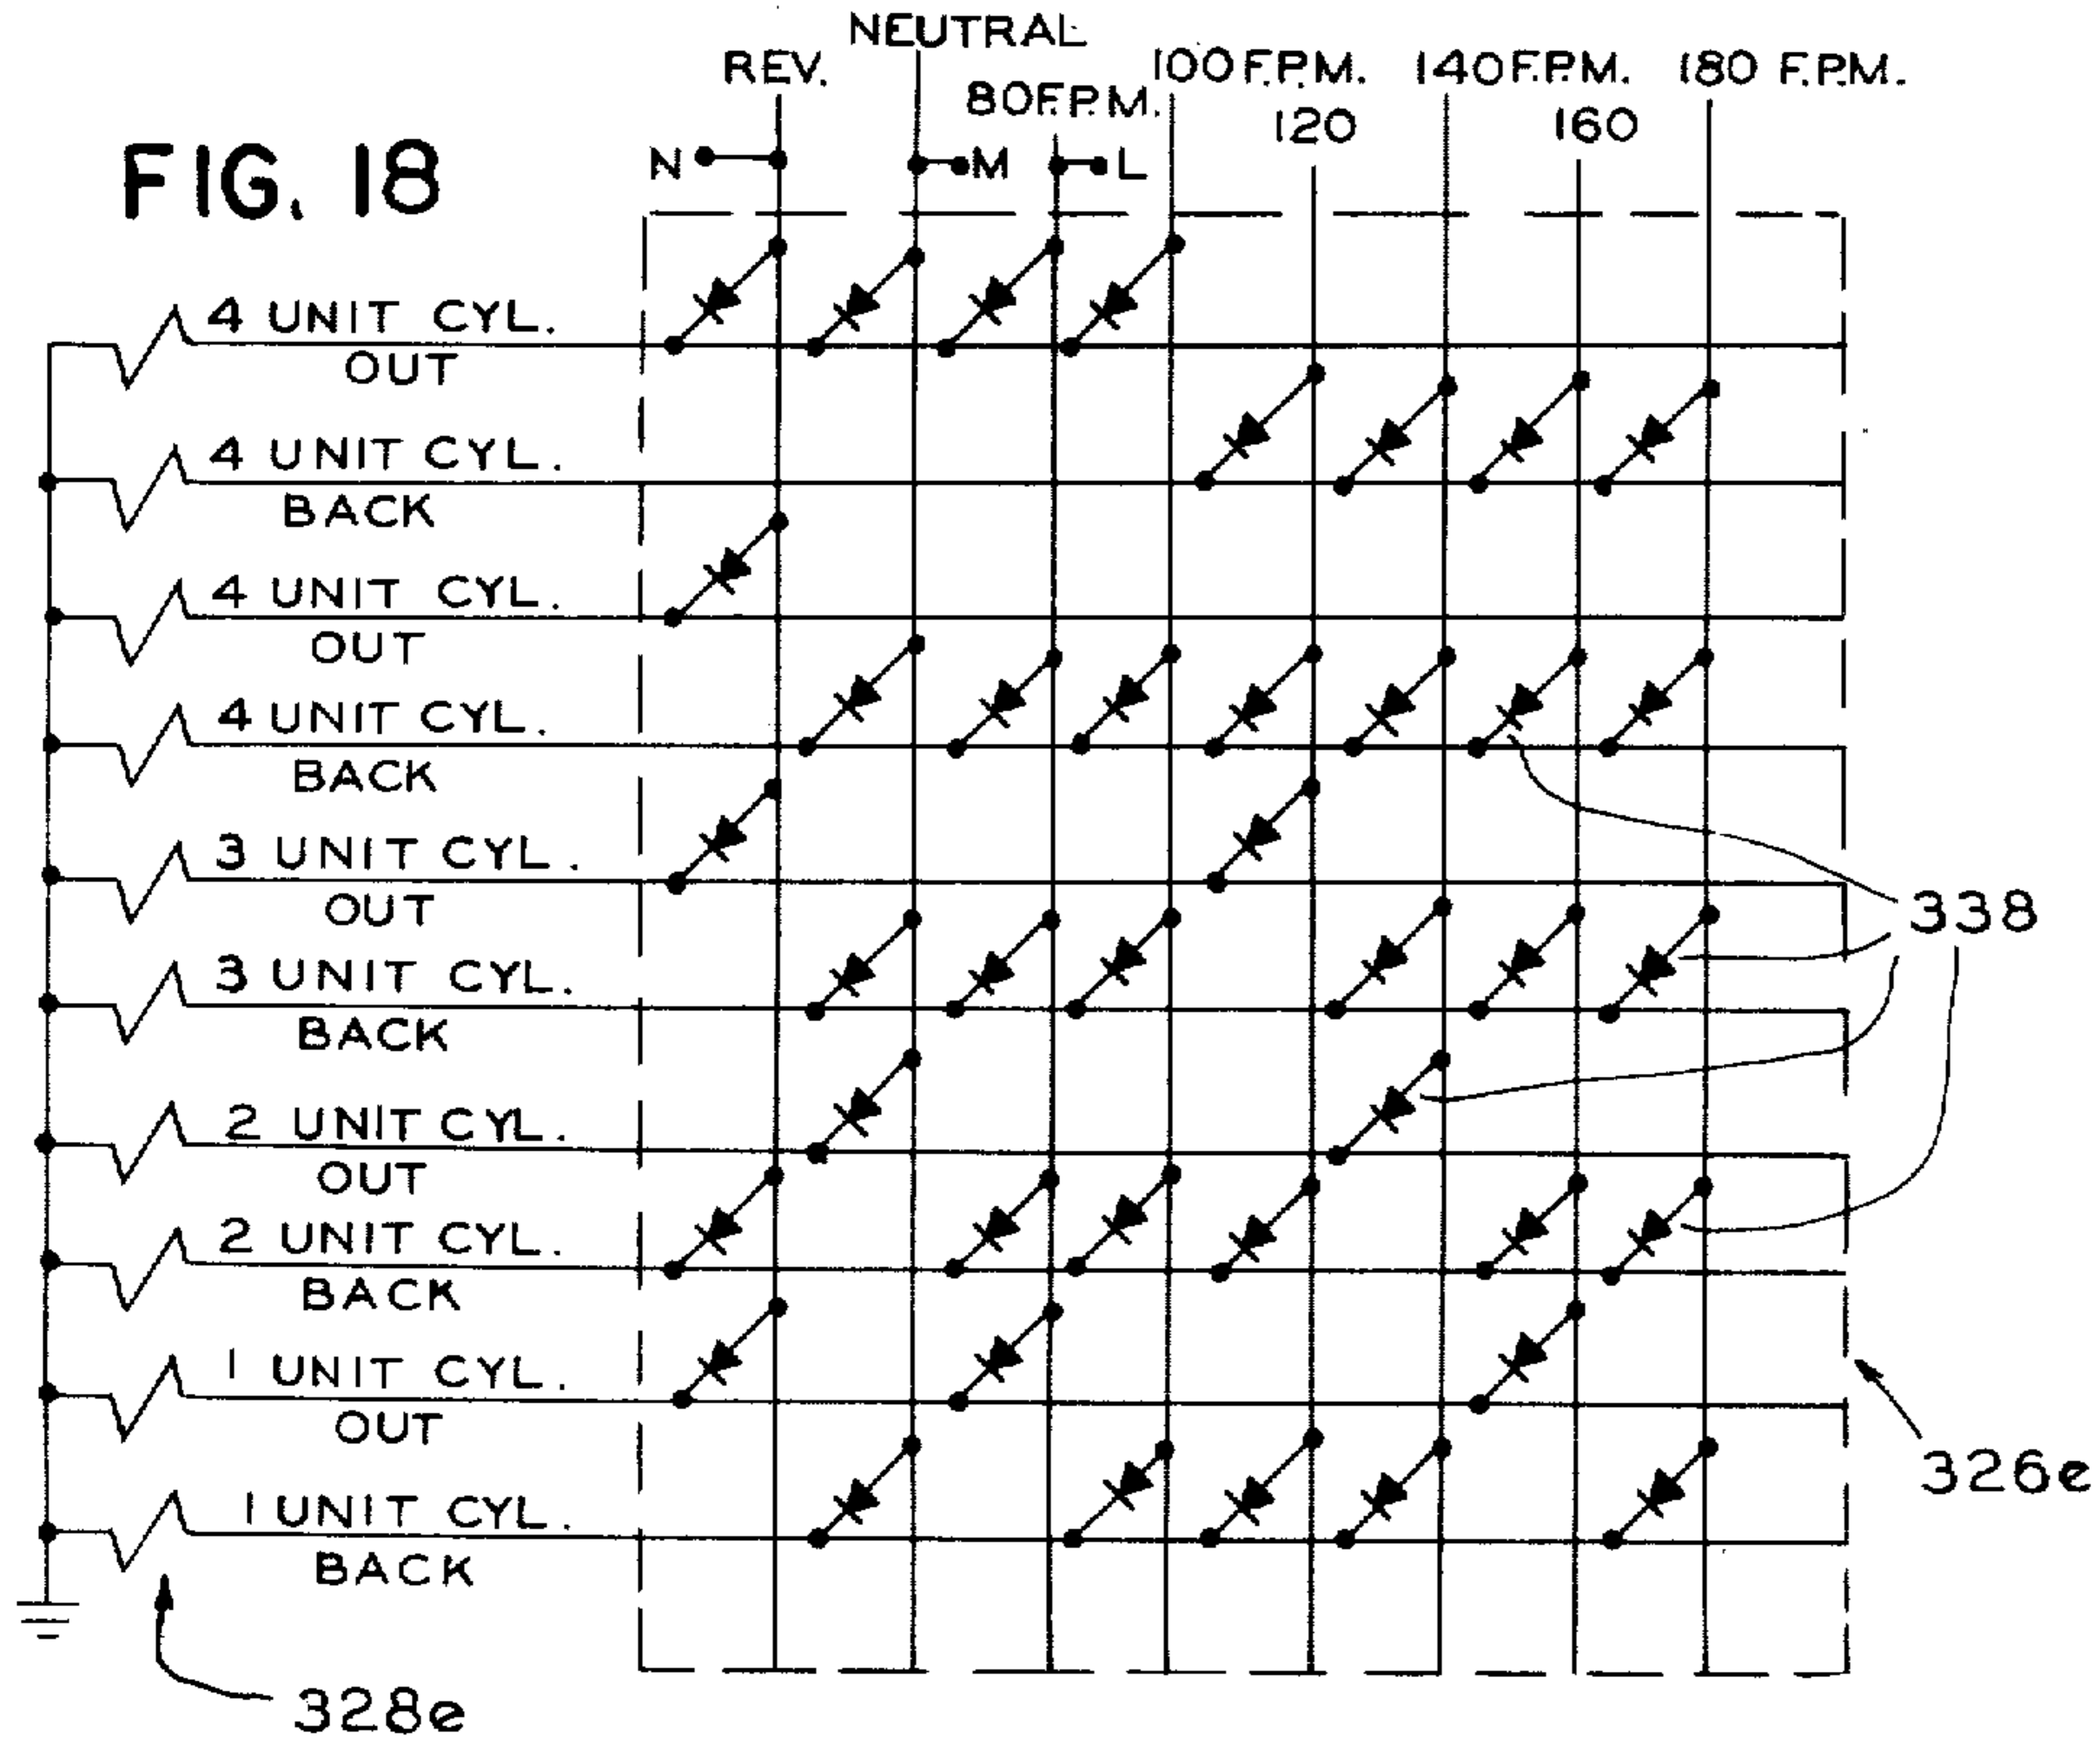 NEUTRAL
REV.
100 F.P.M. 140 F.P.M. 180 F.P.M.
80 F.P.M.
120 160
FIG. 18
N M L
4 UNIT CYL.
OUT
4 UNIT CYL.
BACK
4 UNIT CYL.
OUT
4 UNIT CYL.
BACK
3 UNIT CYL.
OUT
338
3 UNIT CYL.
BACK
2 UNIT CYL.
OUT
2 UNIT CYL.
BACK
1 UNIT CYL.
OUT
326e
1 UNIT CYL.
BACK
328e